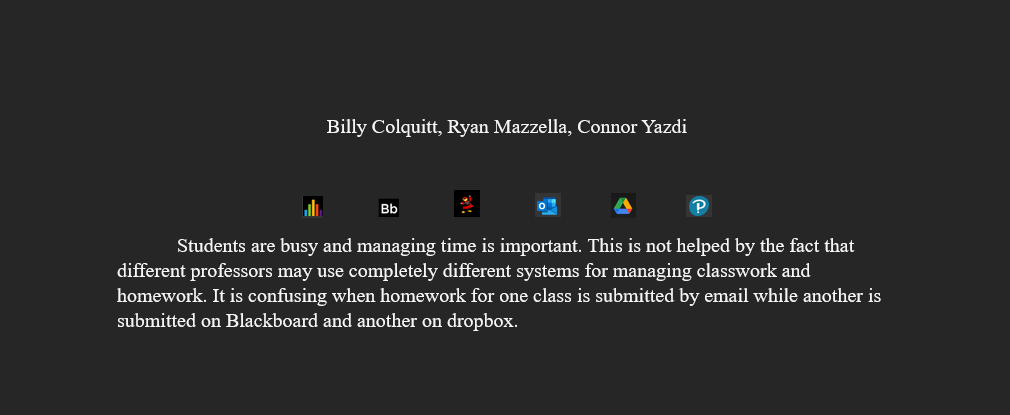 Billy Colquitt, Ryan Mazzella, Connor Yazdi
Bb
Students are busy and managing time is important. This is not helped by the fact that
different professors may use completely different systems for managing classwork and
homework. It is confusing when homework for one class is submitted by email while another is
submitted on Blackboard and another on dropbox.